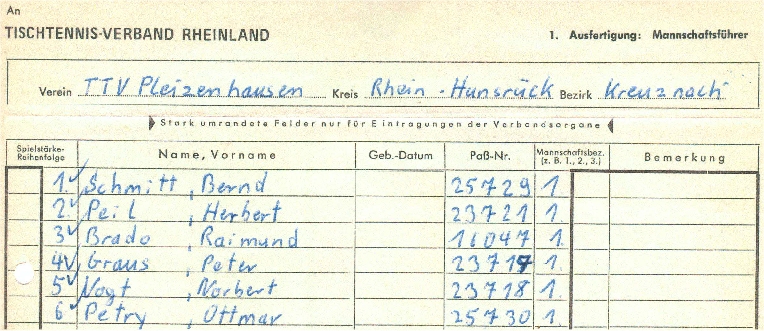 An
TISCHTENNIS-VERBAND RHEINLAND
1. Ausfertigung: Mannschaftsführer
Verein TTV Pleizenhausen Kreis Rhein-Hunsrück Bezirk Kreuznach
Stark umrandete Felder nur für Eintragungen der Verbandsorgane
Spielstärke-Reihenfolge Name, Vorname Geb.-Datum Paß-Nr. Mannschaftsbez. (z. B. 1., 2., 3.) Bemerkung
1. Schmitt, Bernd 25729 1.
2. Peil, Herbert 23721 1.
3. Brado, Raimund 16047 1.
4. Graus, Peter 23719 1.
5. Vogt, Norbert 23718 1.
6. Petry, Ottmar 25730 1.